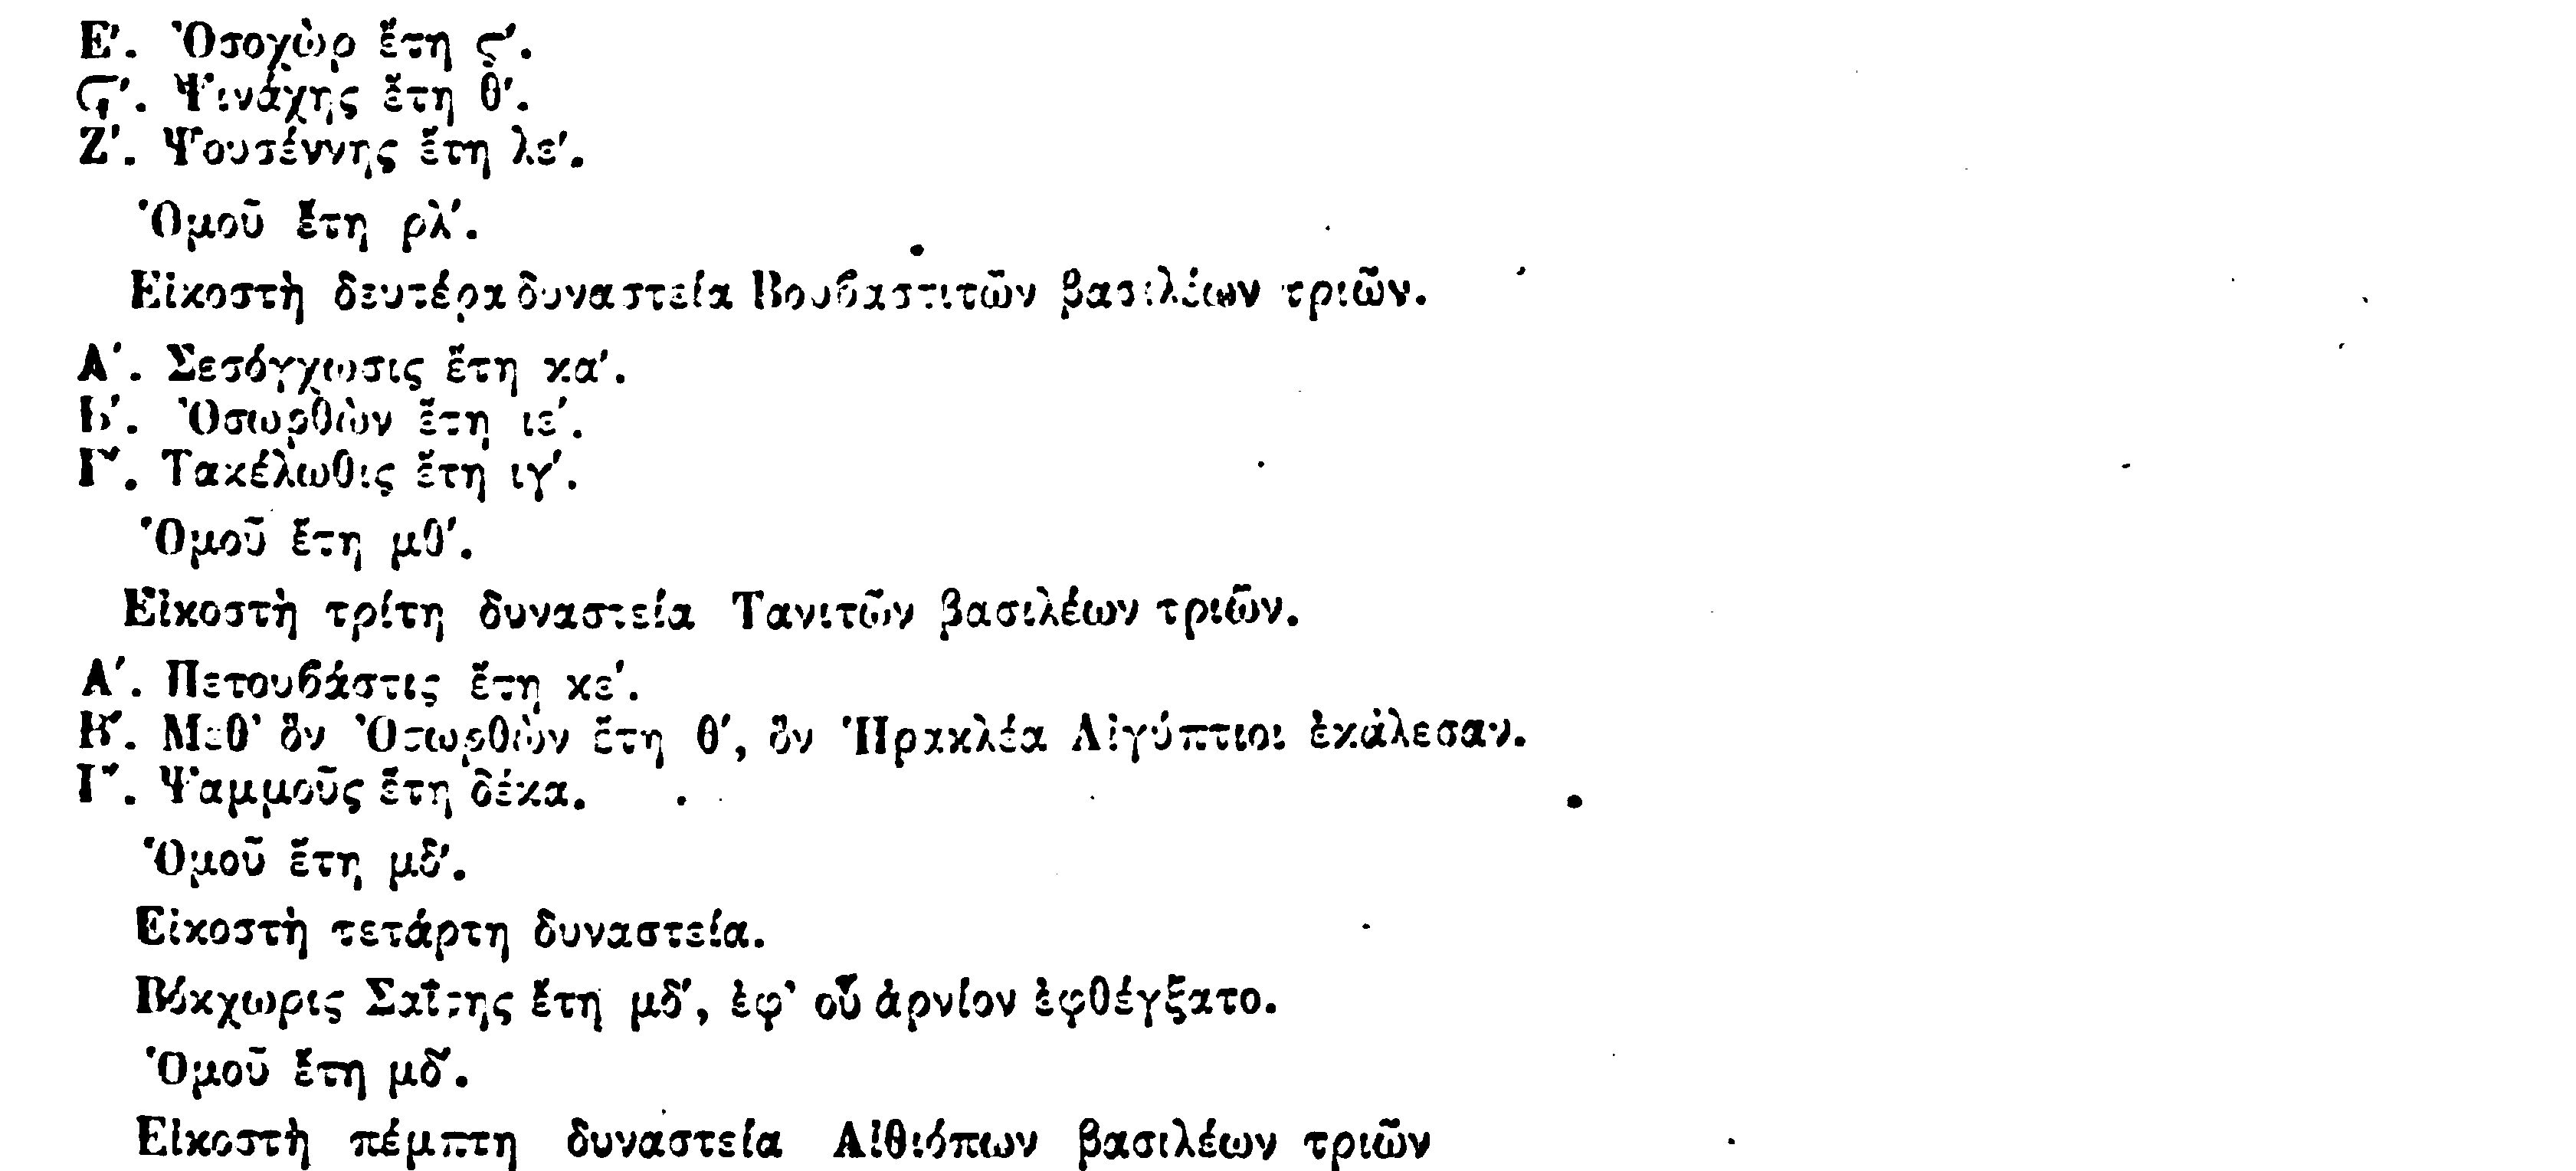 Ε′. Ὀσοχὼρ ἔτη ς′.
Ϛ′. Ψινάχης ἔτη θ′.
Ζ′. Ψουσέννης ἔτη λε′.
Ὁμοῦ ἔτη ρλ′.
Εἰκοστὴ δευτέρα δυναστεία Βουϐαστιτῶν βασιλέων τριῶν.
Α′. Σεσόγχωσις ἔτη κα′.
Β′. Ὀσωρθὼν ἔτη ιε′.
Γ′. Τακέλωθις ἔτη ιγ′.
Ὁμοῦ ἔτη μθ′.
Εἰκοστὴ τρίτη δυναστεία Τανιτῶν βασιλέων τριῶν.
Α′. Πετουϐάστις ἔτη κε′.
Β′. Μεθ' ὃν Ὀσωρθὼν ἔτη θ′, ὃν Ἡρακλέα Αἰγύπτιοι ἐκάλεσαν.
Γ′. Ψαμμοῦς ἔτη δέκα.
Ὁμοῦ ἔτη μδ′.
Εἰκοστὴ τετάρτη δυναστεία.
Βόκχωρις Σαΐτης ἔτη μδ′, ἐφ' οὗ ἀρνίον ἐφθέγξατο.
Ὁμοῦ ἔτη μδ′.
Εἰκοστὴ πέμπτη δυναστεία Αἰθιόπων βασιλέων τριῶν